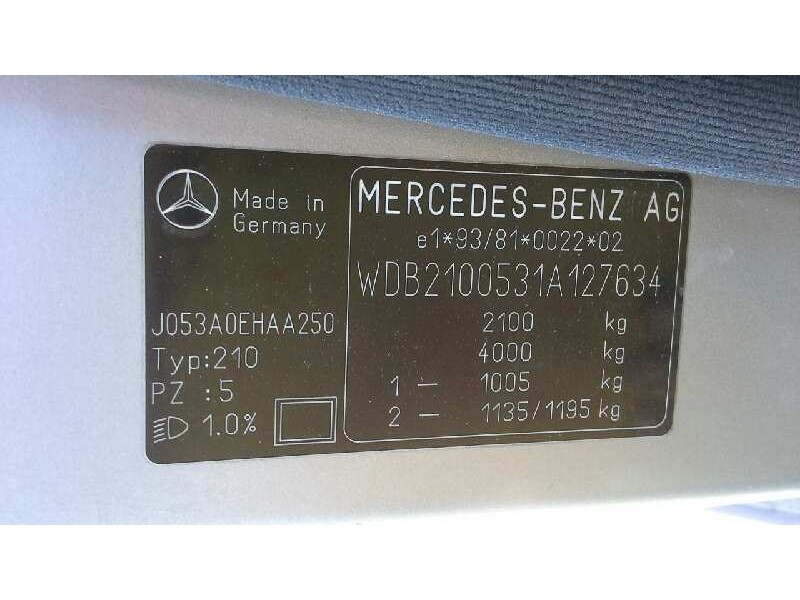 Made in
Germany
MERCEDES-BENZ AG
e1*93/81*0022*02
WDB2100531A127634
J053A0EHAA250
2100 kg
Typ:210
4000 kg
PZ :5
1 – 1005 kg
1.0%
2 – 1135/1195 kg